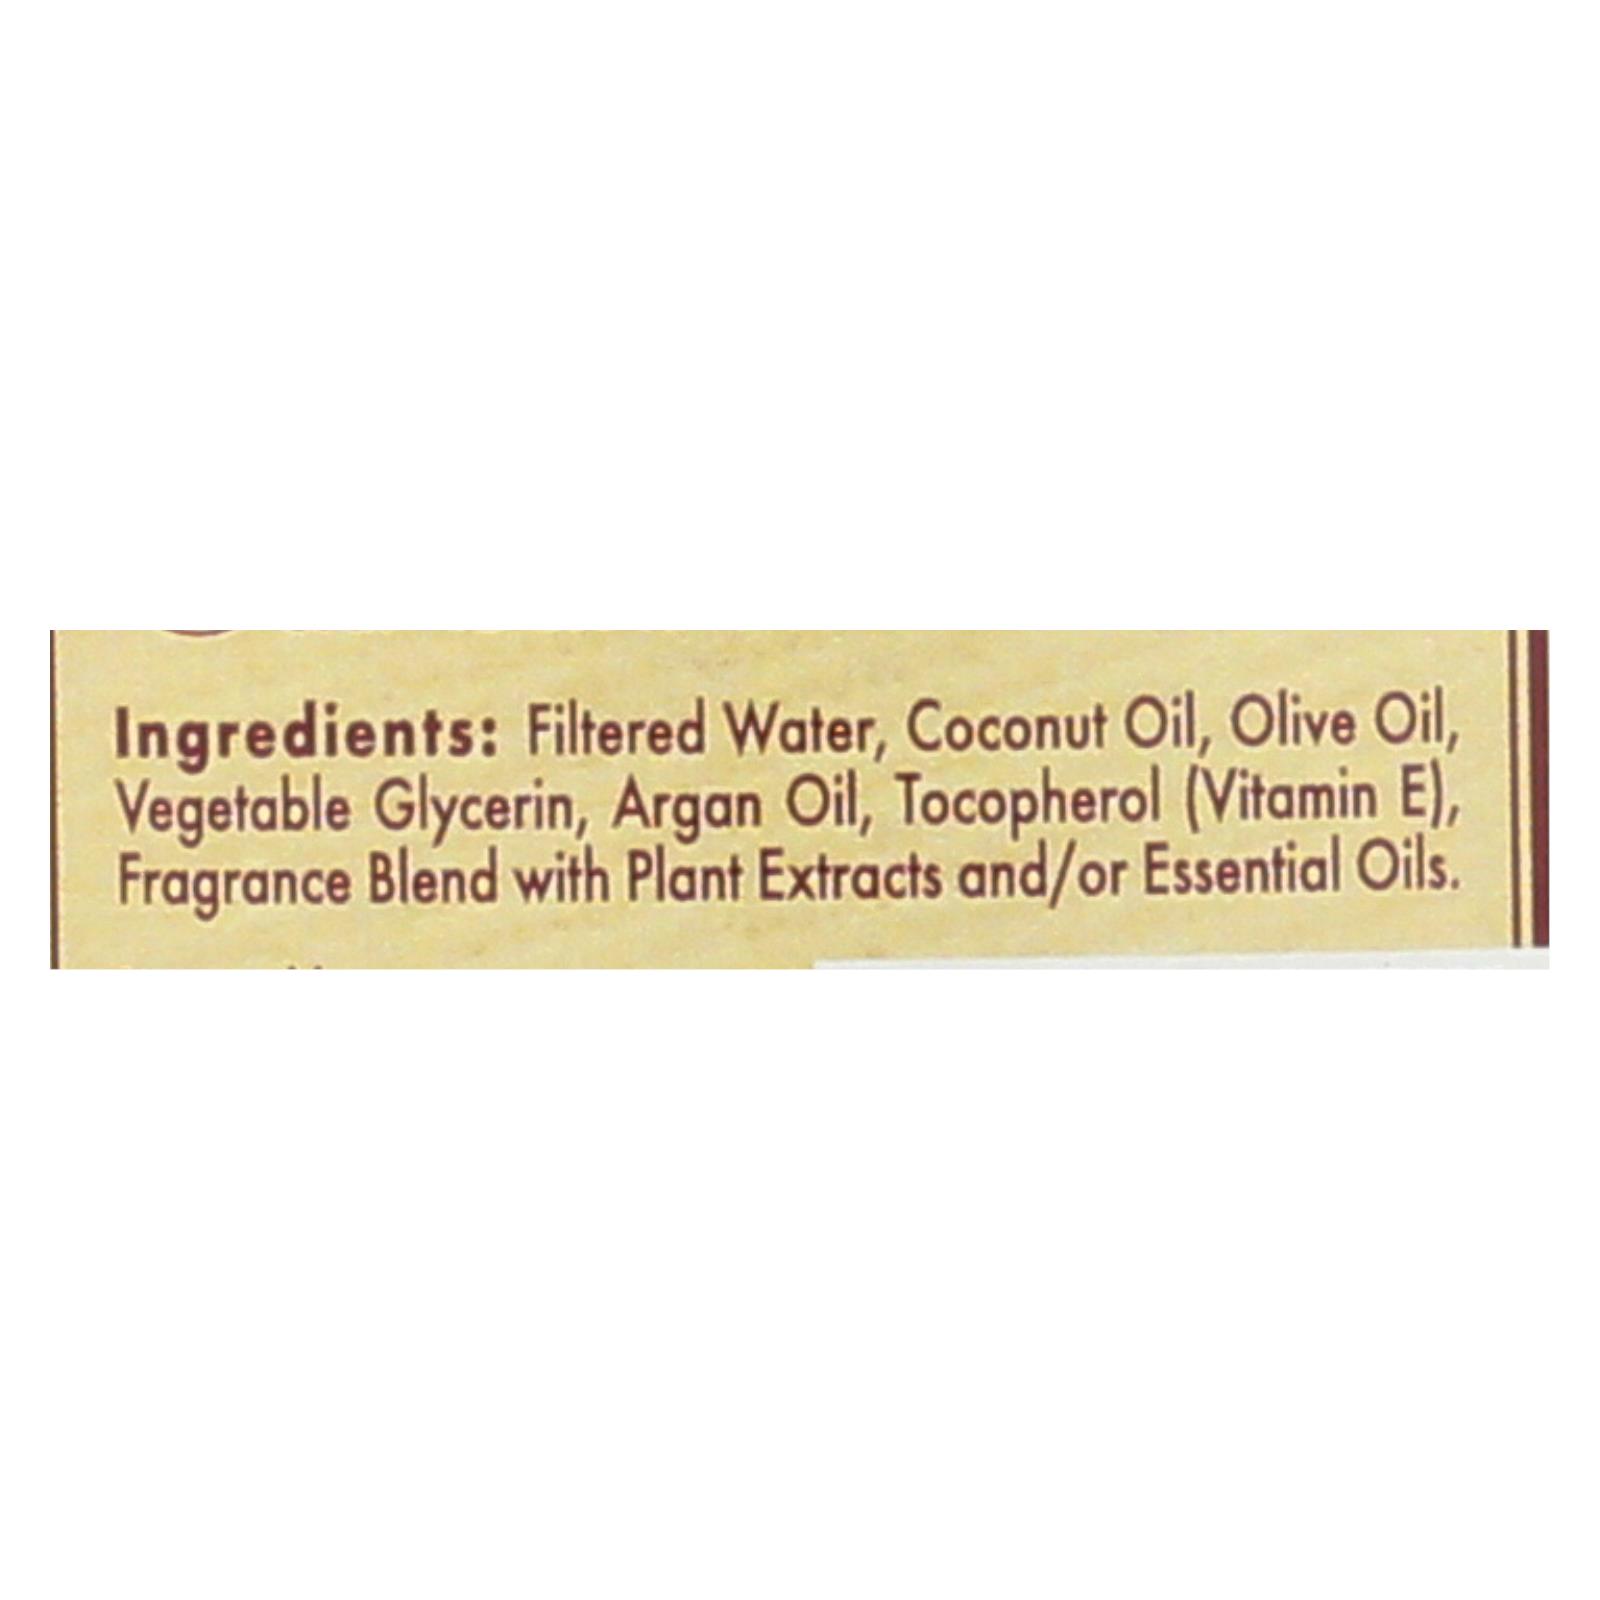 Ingredients: Filtered Water, Coconut Oil, Olive Oil,
Vegetable Glycerin, Argan Oil, Tocopherol (Vitamin E),
Fragrance Blend with Plant Extracts and/or Essential Oils.